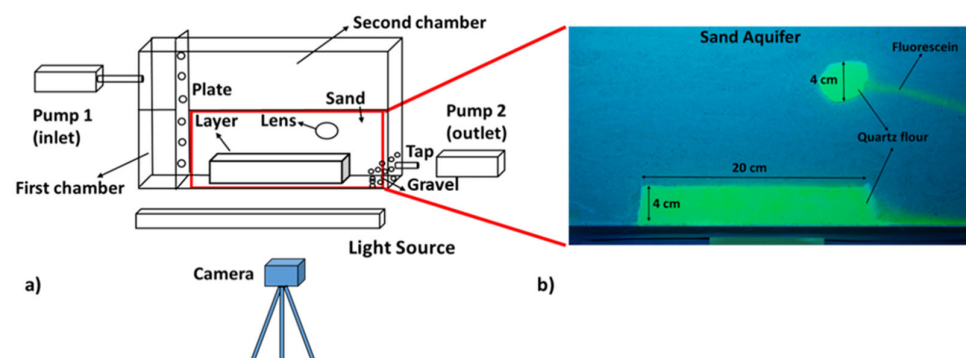 Second chamber
Plate
Sand
Pump 1
(inlet)
Layer
Lens
Pump 2
(outlet)
Tap
First chamber
Gravel
Light Source
Camera
a)
Sand Aquifer
Fluorescein
4 cm
Quartz flour
20 cm
4 cm
b)